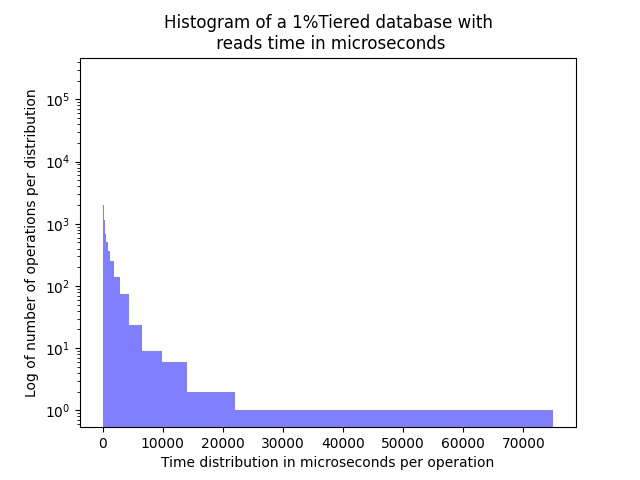 Histogram of a 1%Tiered database with
reads time in microseconds
Log of number of operations per distribution
10^5
10^4
10^3
10^2
10^1
10^0
0 10000 20000 30000 40000 50000 60000 70000
Time distribution in microseconds per operation